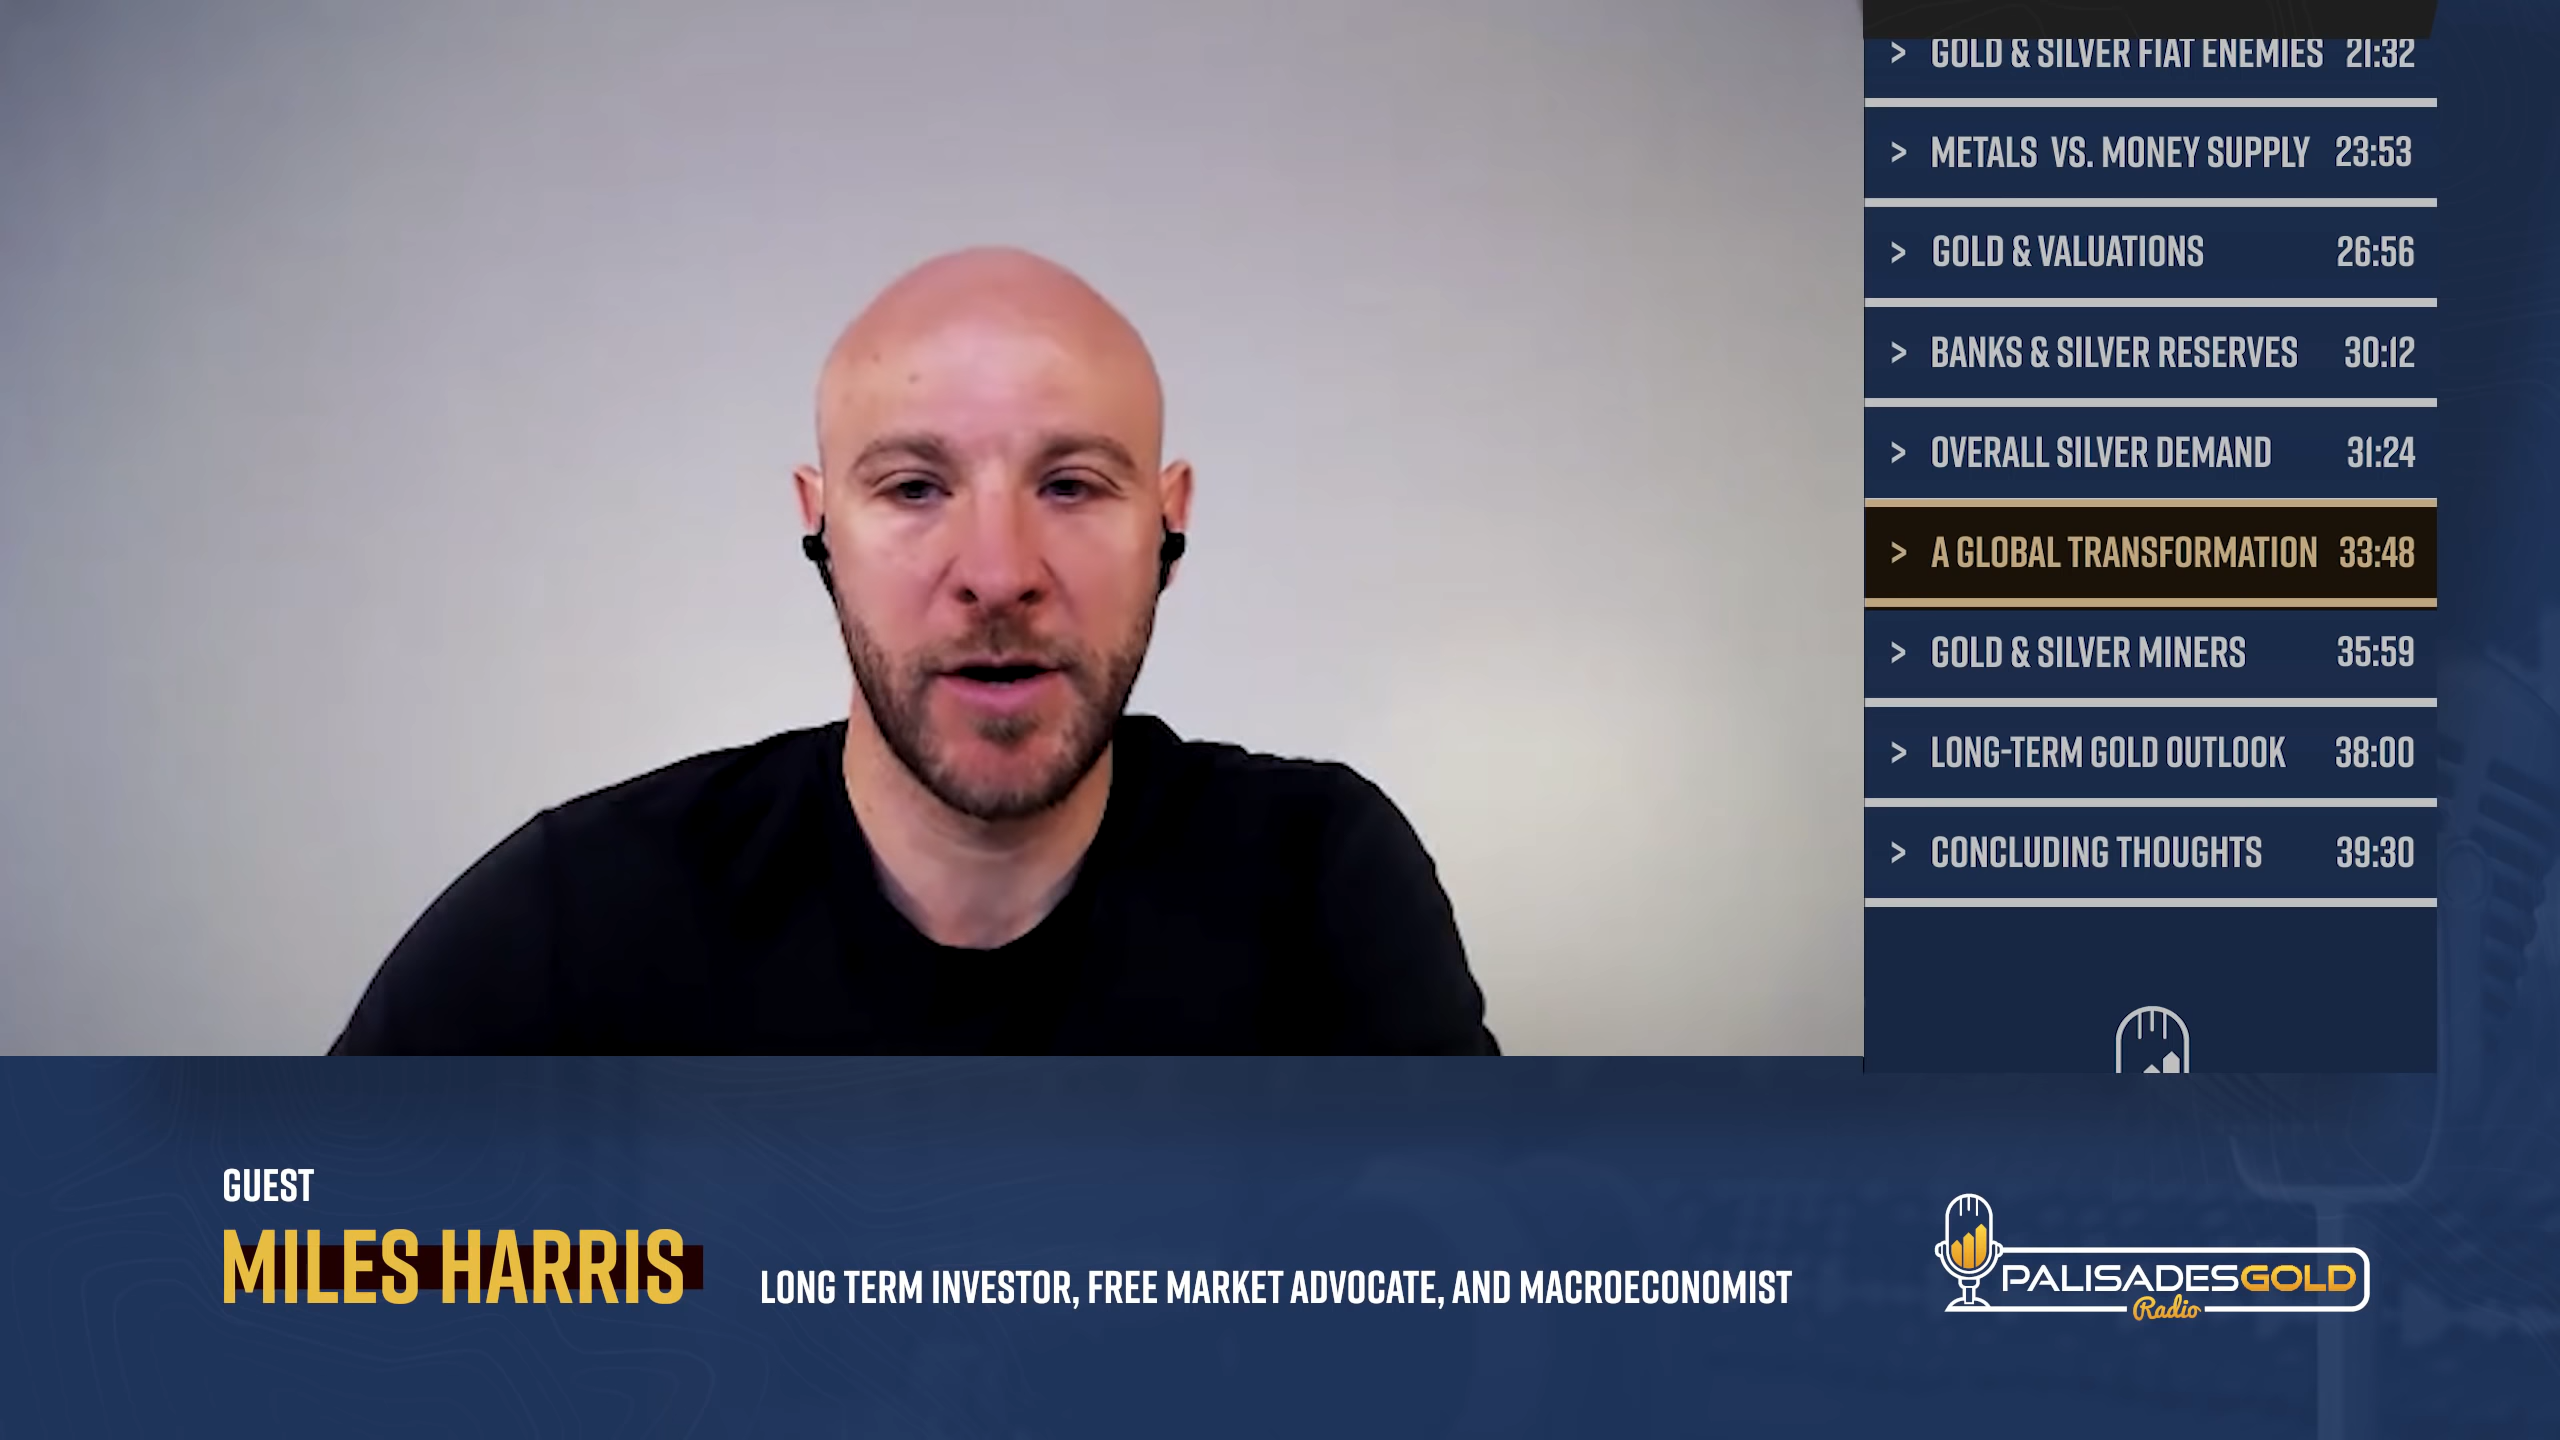 > GOLD & SILVER FIAT ENEMIES 21:32
> METALS VS. MONEY SUPPLY 23:53
> GOLD & VALUATIONS 26:56
> BANKS & SILVER RESERVES 30:12
> OVERALL SILVER DEMAND 31:24
> A GLOBAL TRANSFORMATION 33:48
> GOLD & SILVER MINERS 35:59
> LONG-TERM GOLD OUTLOOK 38:00
> CONCLUDING THOUGHTS 39:30
GUEST
MILES HARRIS
LONG TERM INVESTOR, FREE MARKET ADVOCATE, AND MACROECONOMIST
PALISADESGOLD
Radio